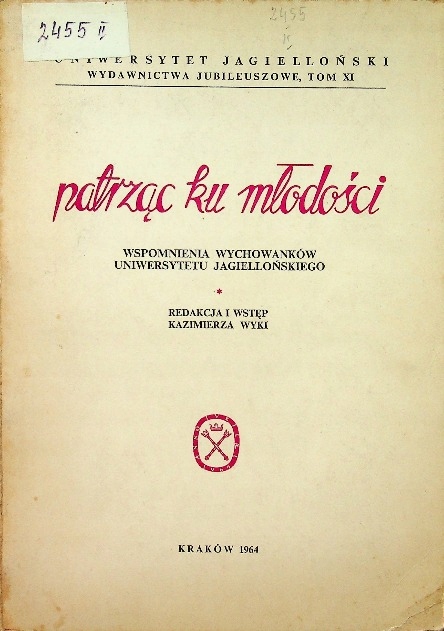 2455 II
2455
II
UNIWERSYTET JAGIELLOŃSKI
WYDAWNICTWA JUBILEUSZOWE, TOM XI
patrząc ku młodości
WSPOMNIENIA WYCHOWANKÓW
UNIWERSYTETU JAGIELLOŃSKIEGO
*
REDAKCJA I WSTĘP
KAZIMIERZA WYKI
KRAKÓW 1964